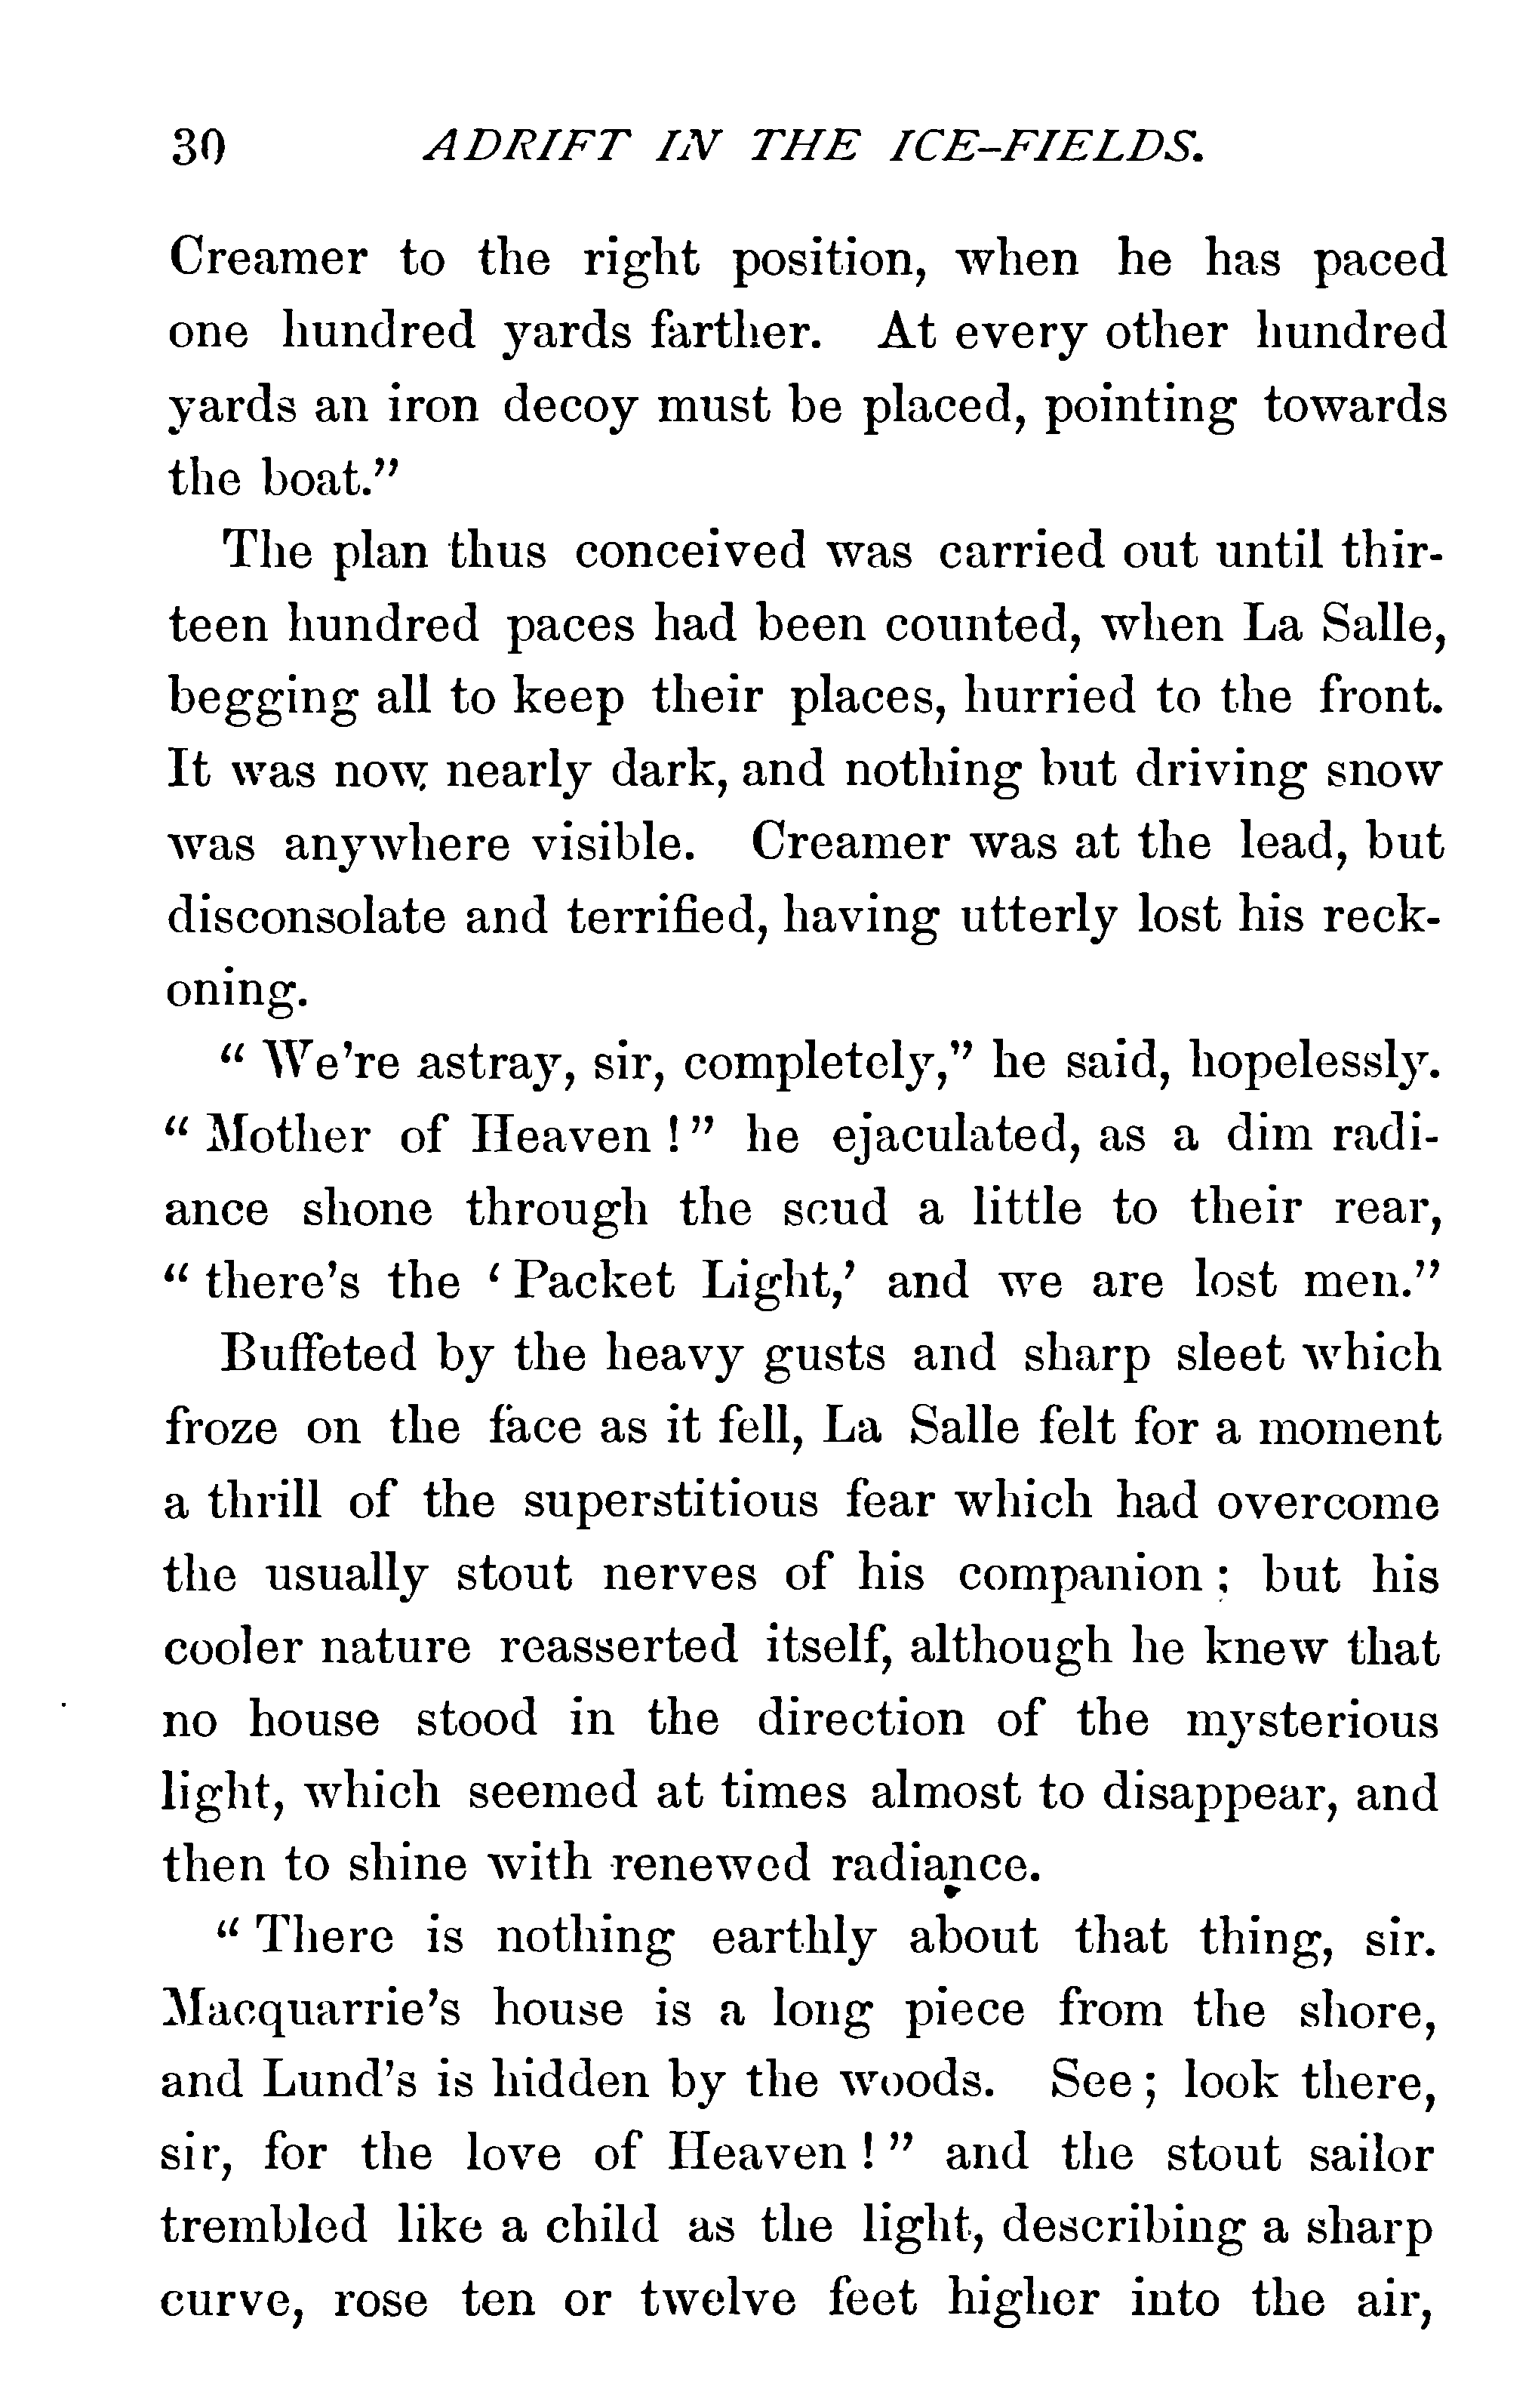 30 ADRIFT IN THE ICE-FIELDS.
Creamer to the right position, when he has paced
one hundred yards farther. At every other hundred
yards an iron decoy must be placed, pointing towards
the boat.”
The plan thus conceived was carried out until thir-
teen hundred paces had been counted, when La Salle,
begging all to keep their places, hurried to the front.
It was now nearly dark, and nothing but driving snow
was anywhere visible. Creamer was at the lead, but
disconsolate and terrified, having utterly lost his reck-
oning.
“ We're astray, sir, completely,” he said, hopelessly.
“ Mother of Heaven ! ” he ejaculated, as a dim radi-
ance shone through the scud a little to their rear,
“ there's the ‘ Packet Light,’ and we are lost men.”
Buffeted by the heavy gusts and sharp sleet which
froze on the face as it fell, La Salle felt for a moment
a thrill of the superstitious fear which had overcome
the usually stout nerves of his companion ; but his
cooler nature reasserted itself, although he knew that
no house stood in the direction of the mysterious
light, which seemed at times almost to disappear, and
then to shine with renewed radiance.
“ There is nothing earthly about that thing, sir.
Macquarrie's house is a long piece from the shore,
and Lund's is hidden by the woods. See ; look there,
sir, for the love of Heaven ! ” and the stout sailor
trembled like a child as the light, describing a sharp
curve, rose ten or twelve feet higher into the air,